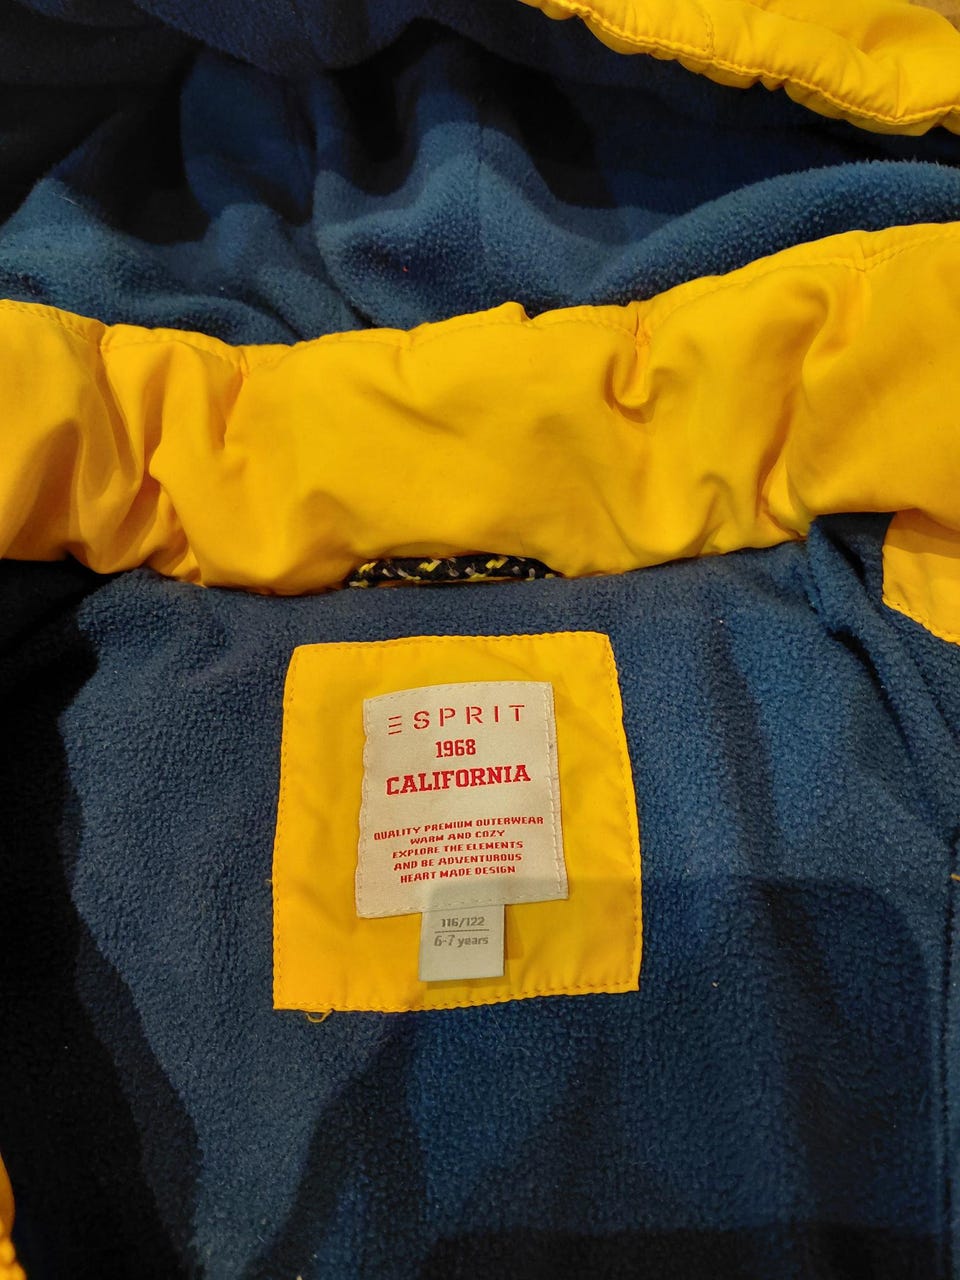 ESPRIT
1968
CALIFORNIA
QUALITY PREMIUM OUTERWEAR
WARM AND COZY
EXPLORE THE ELEMENTS
AND BE ADVENTUROUS
HEART MADE DESIGN
116/122
6-7 years